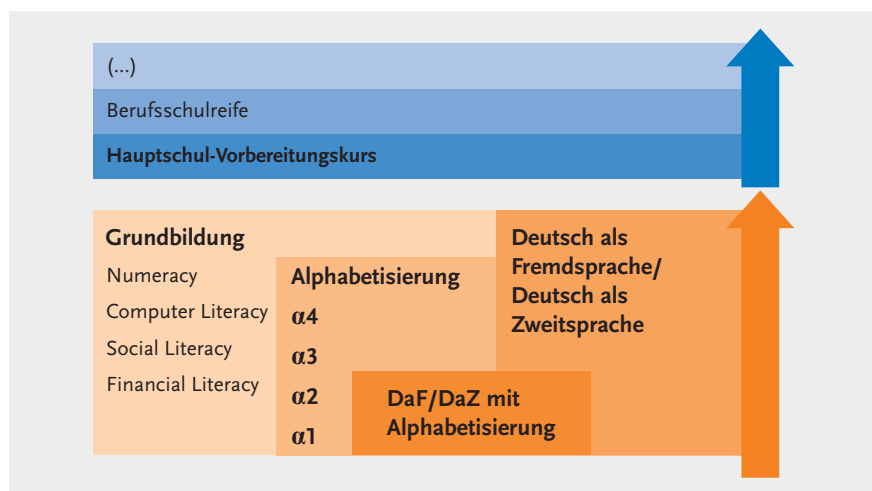 (...)
Berufsschulreife
Hauptschul-Vorbereitungskurs
Grundbildung
Numeracy
Computer Literacy
Social Literacy
Financial Literacy
Alphabetisierung
α4
α3
α2
α1
DaF/DaZ mit
Alphabetisierung
Deutsch als
Fremdsprache/
Deutsch als
Zweitsprache